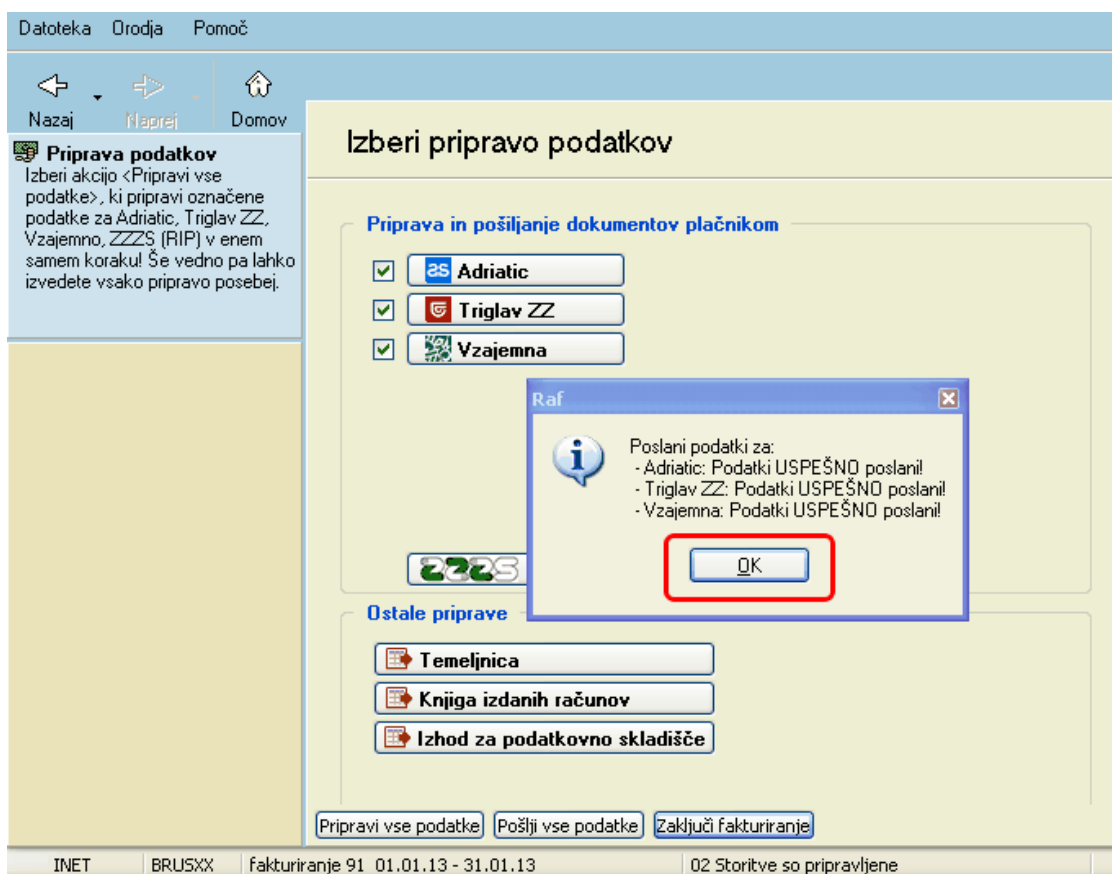 Datoteka Orodja Pomoč
Nazaj Naprej Domov
Priprava podatkov
Izberi akcijo <Pripravi vse
podatke>, ki pripravi označene
podatke za Adriatic, Triglav ZZ,
Vzajemno, ZZZS (RIP) v enem
samem koraku! Še vedno pa lahko
izvedete vsako pripravo posebej.
Izberi pripravo podatkov
Priprava in pošiljanje dokumentov plačnikom
as Adriatic
Triglav ZZ
Vzajemna
Raf
Poslani podatki za:
- Adriatic: Podatki USPEŠNO poslani!
- Triglav ZZ: Podatki USPEŠNO poslani!
- Vzajemna: Podatki USPEŠNO poslani!
OK
ZZZS
Ostale priprave
Temeljnica
Knjiga izdanih računov
Izhod za podatkovno skladišče
Pripravi vse podatke Pošlji vse podatke Zaključi fakturiranje
INET BRUSXX fakturiranje 91 01.01.13 - 31.01.13 02 Storitve so pripravljene